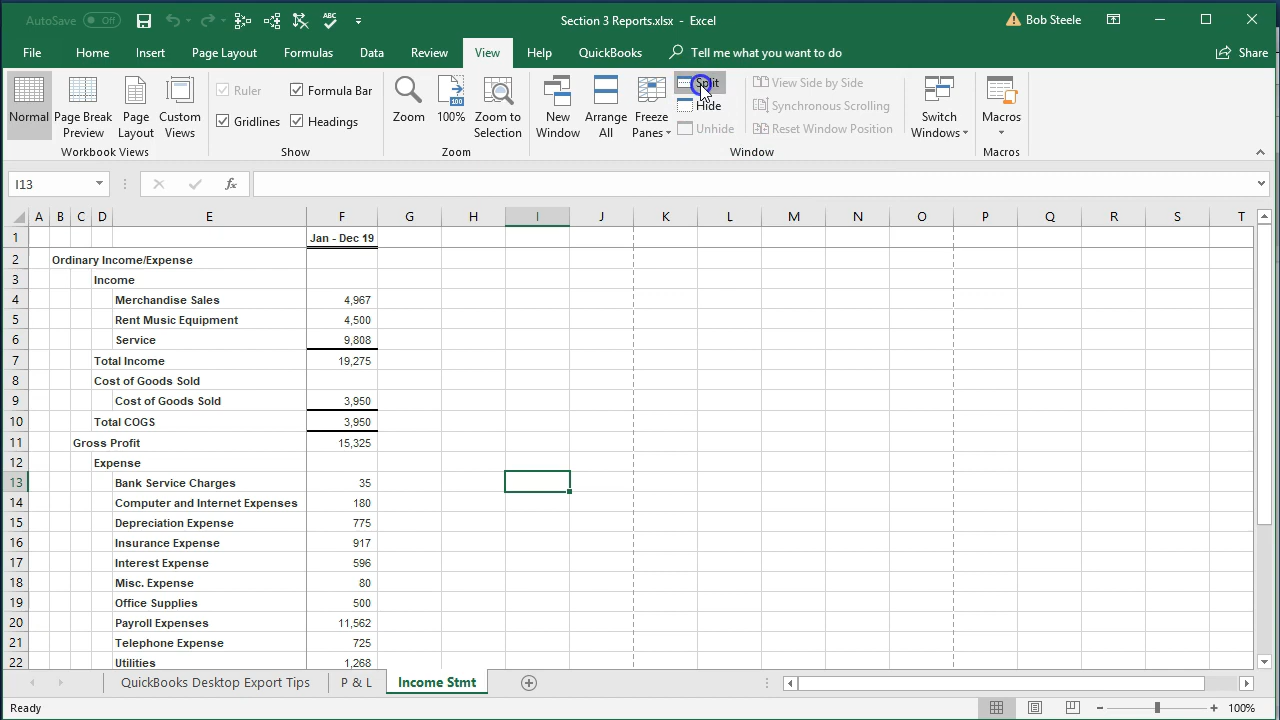 AutoSave Off
ABC
Section 3 Reports.xlsx - Excel
Bob Steele
File Home Insert Page Layout Formulas Data Review View Help QuickBooks Tell me what you want to do Share
Normal
Page Break Preview
Page Layout
Custom Views
Workbook Views
Ruler
Formula Bar
Gridlines
Headings
Show
Zoom
100
100%
Zoom to Selection
Zoom
New Window
Arrange All
Freeze Panes
Split
Hide
Unhide
View Side by Side
Synchronous Scrolling
Reset Window Position
Window
Switch Windows
Macros
Macros
I13
fx
A B C D E F G H I J K L M N O P Q R S T
1 Jan - Dec 19
2 Ordinary Income/Expense
3 Income
4 Merchandise Sales 4,967
5 Rent Music Equipment 4,500
6 Service 9,808
7 Total Income 19,275
8 Cost of Goods Sold
9 Cost of Goods Sold 3,950
10 Total COGS 3,950
11 Gross Profit 15,325
12 Expense
13 Bank Service Charges 35
14 Computer and Internet Expenses 180
15 Depreciation Expense 775
16 Insurance Expense 917
17 Interest Expense 596
18 Misc. Expense 80
19 Office Supplies 500
20 Payroll Expenses 11,562
21 Telephone Expense 725
22 Utilities 1,268
QuickBooks Desktop Export Tips P & L Income Stmt
Ready
100%